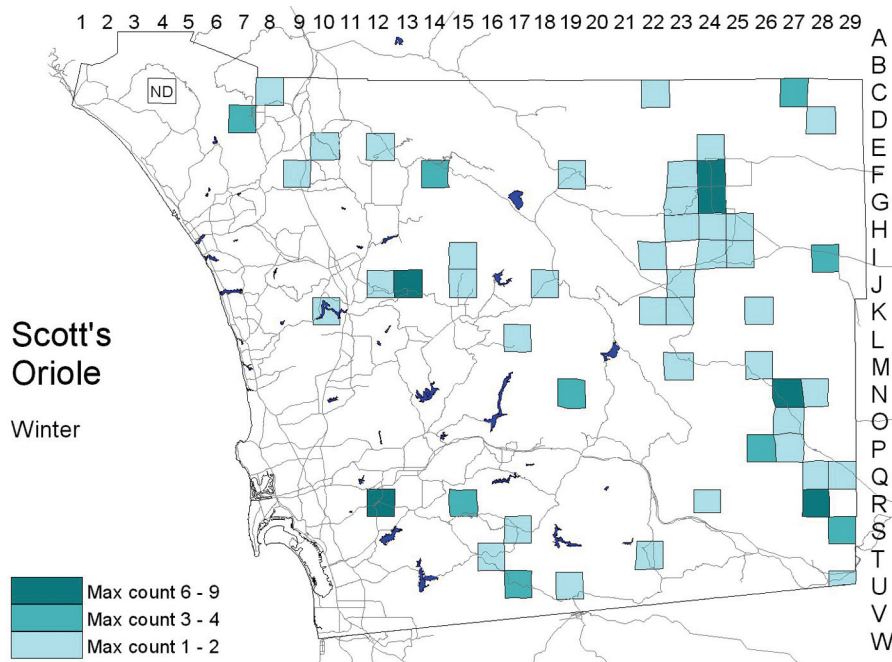 1 2 3 4 5 6 7 8 9 10 11 12 13 14 15 16 17 18 19 20 21 22 23 24 25 26 27 28 29
A
B
C
D
E
F
G
H
I
J
K
L
M
N
O
P
Q
R
S
T
U
V
W
ND
Scott's
Oriole
Winter
Max count 6 - 9
Max count 3 - 4
Max count 1 - 2